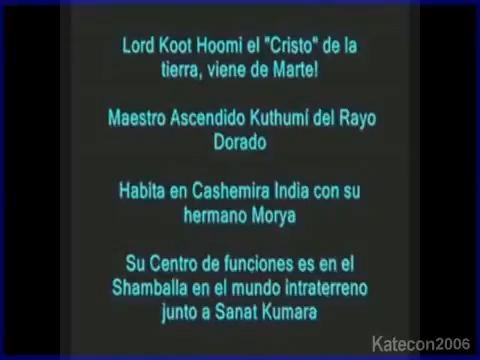 Lord Koot Hoomi el "Cristo" de la
tierra, viene de Marte!
Maestro Ascendido Kuthumí del Rayo
Dorado
Habita en Cashemira India con su
hermano Morya
Su Centro de funciones es en el
Shamballa en el mundo intraterreno
junto a Sanat Kumara
Katecon2006